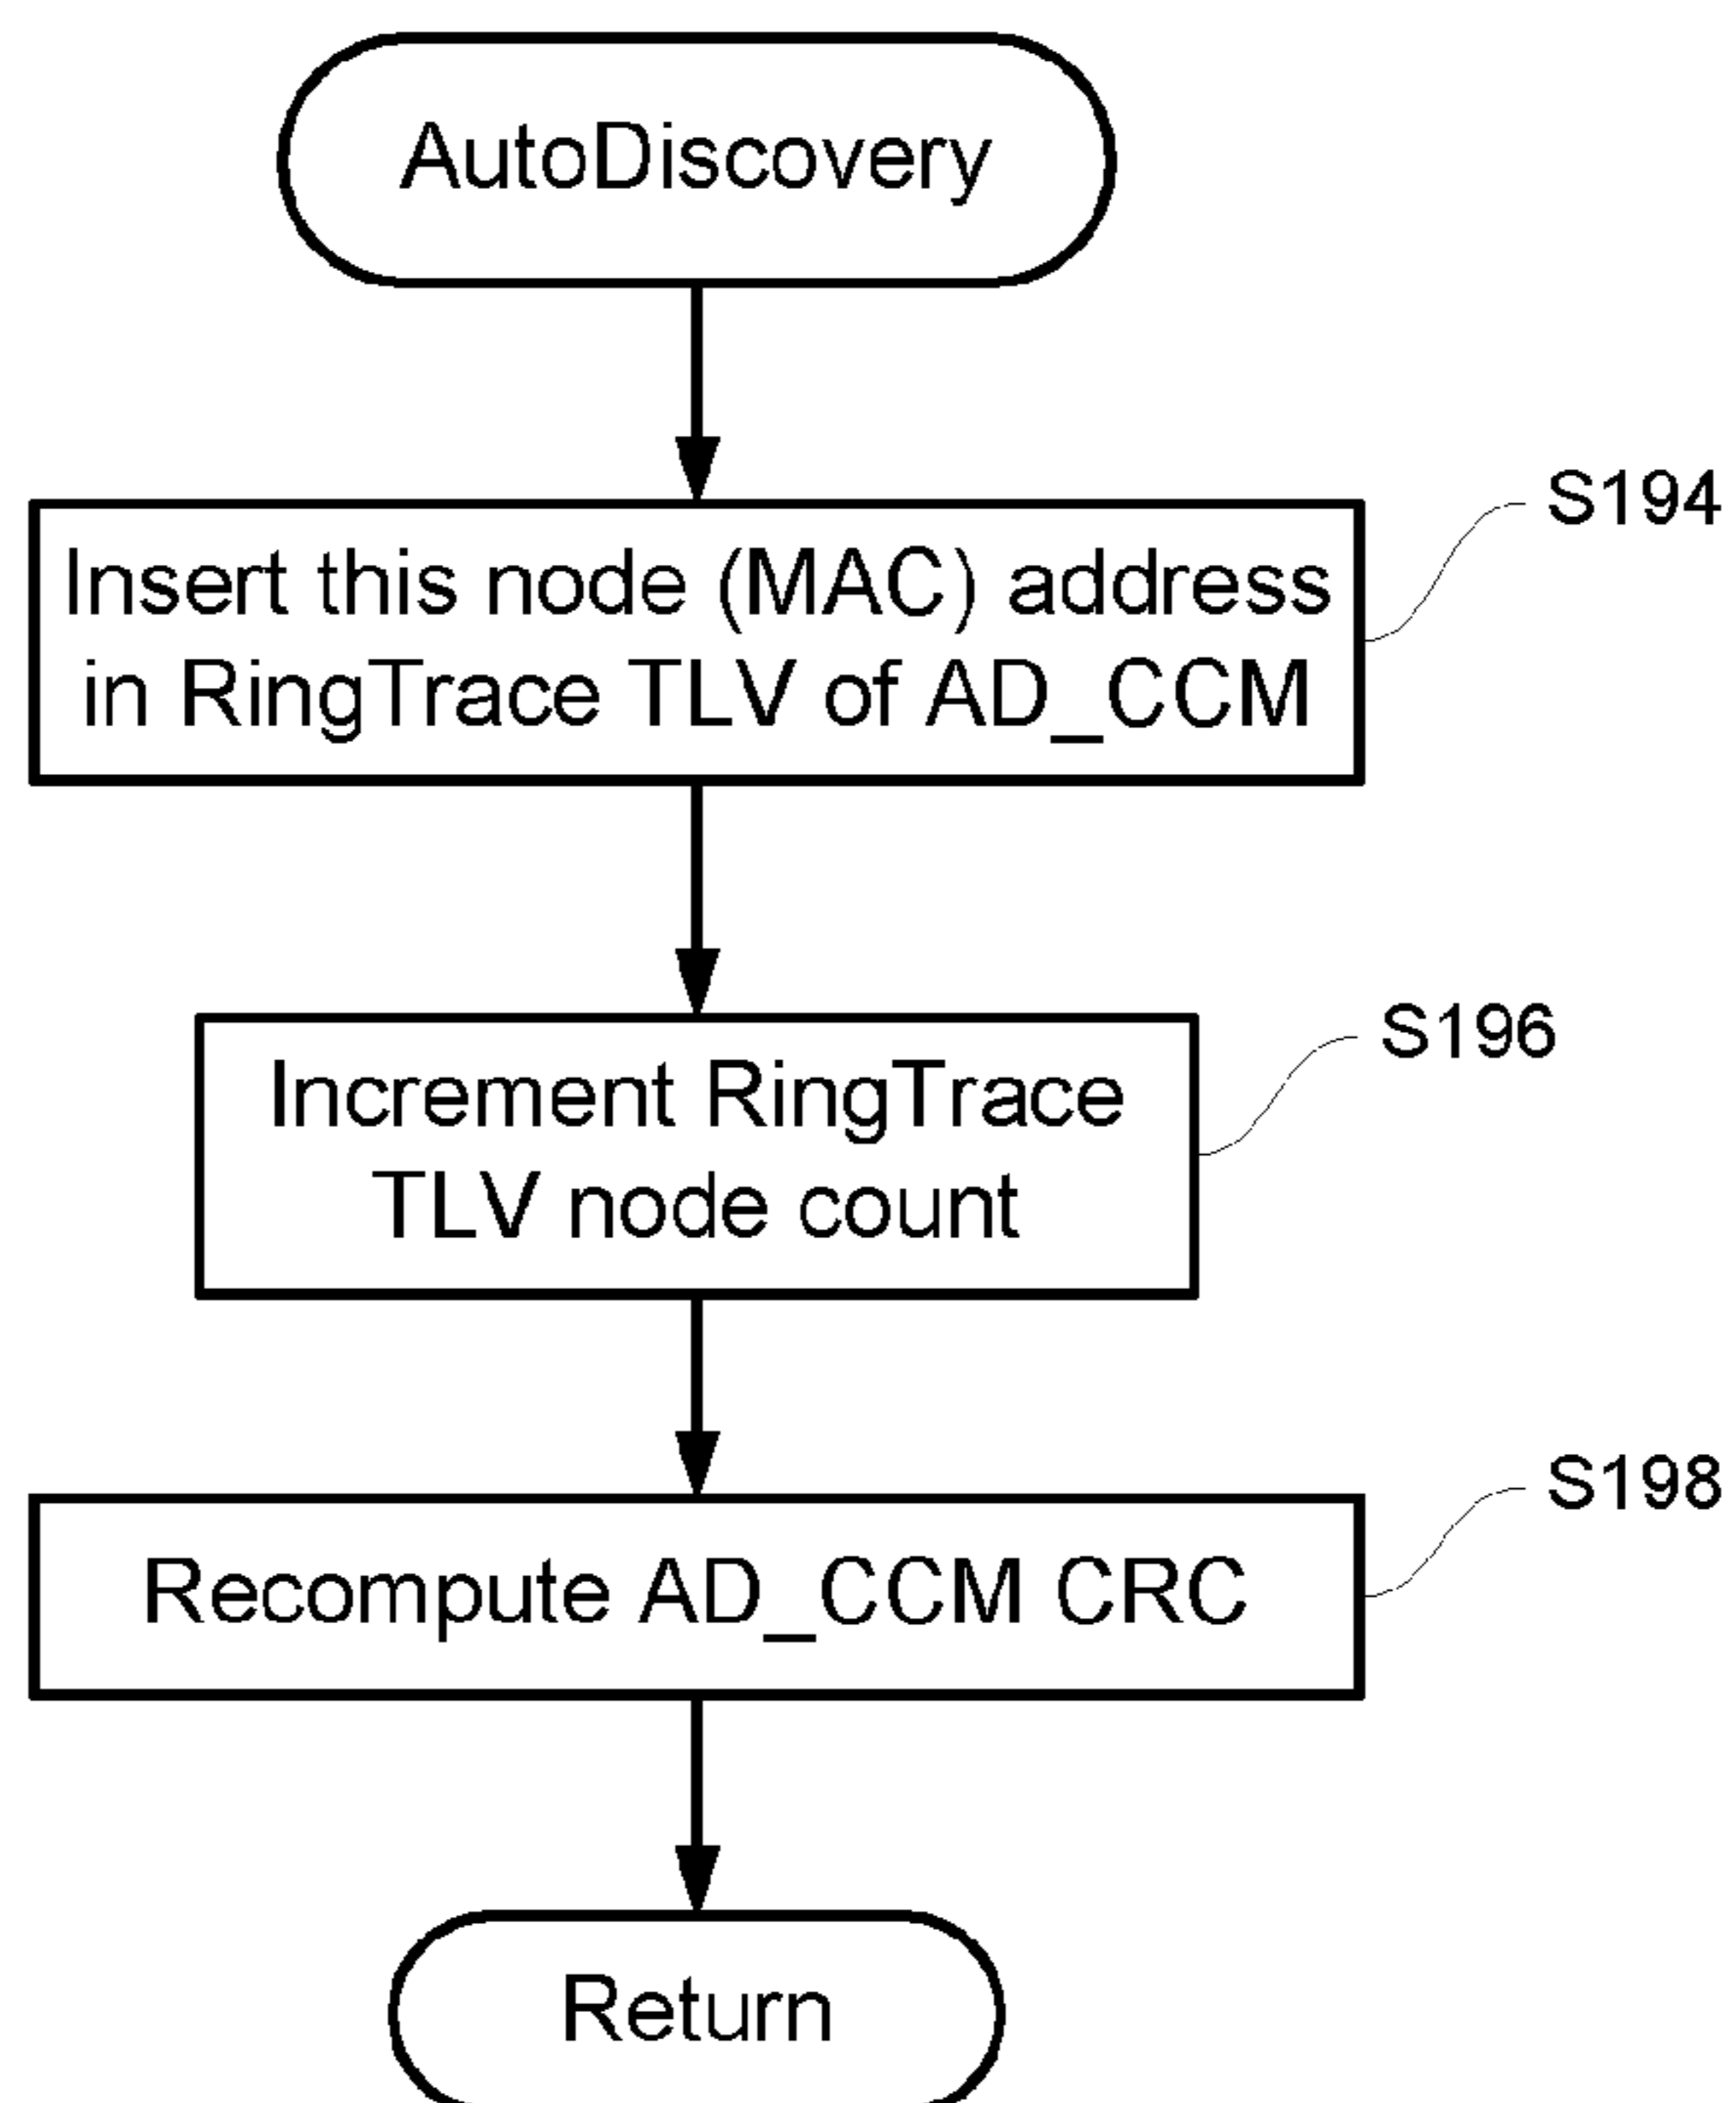 AutoDiscovery
S194
Insert this node (MAC) address
in RingTrace TLV of AD_CCM
S196
Increment RingTrace
TLV node count
S198
Recompute AD_CCM CRC
Return